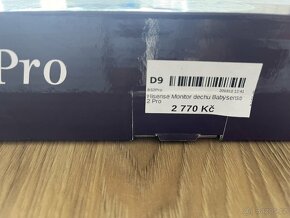 Pro
D9
Hisense Monitor dechu Babysense
2 Pro
2 770 Kč